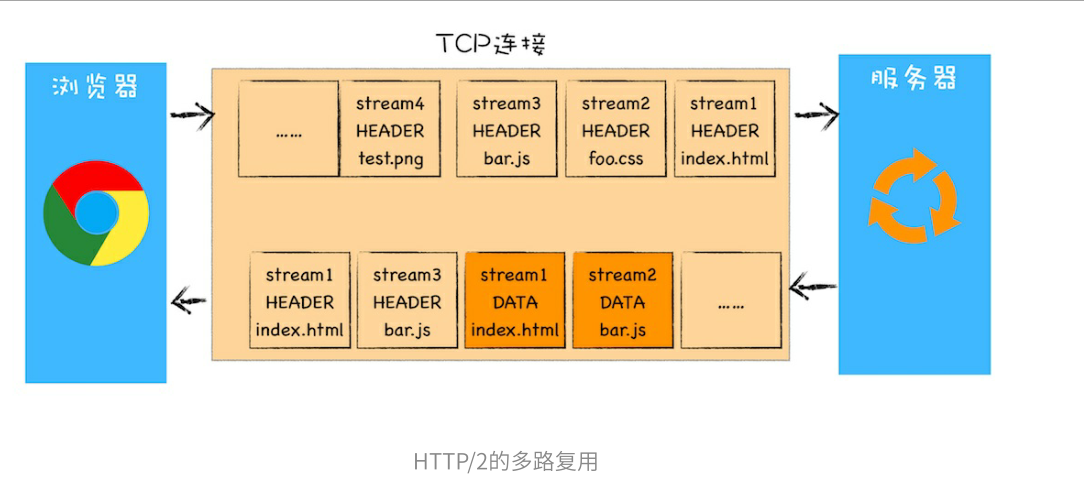 TCP连接
浏览器
服务器
......
stream4
HEADER
test.png
stream3
HEADER
bar.js
stream2
HEADER
foo.css
stream1
HEADER
index.html
stream1
HEADER
index.html
stream3
HEADER
bar.js
stream1
DATA
index.html
stream2
DATA
bar.js
......
HTTP/2的多路复用